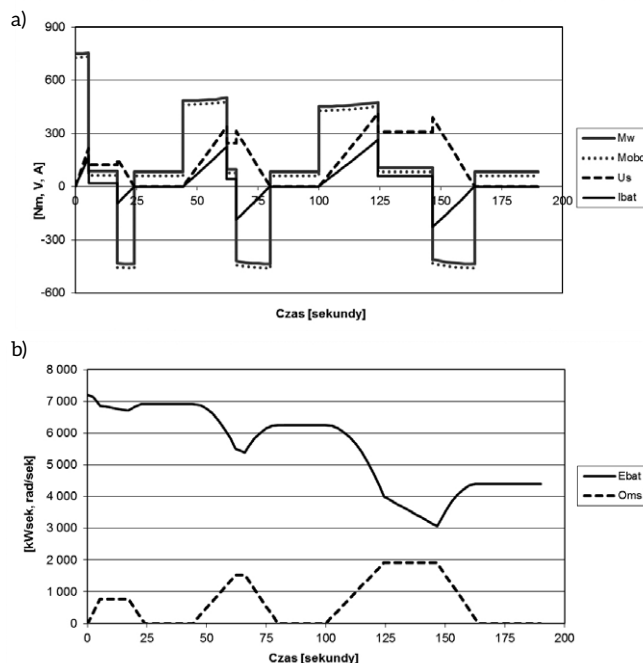 a)
900
600
300
0
-300
-600
[Nm, V, A]
0 25 50 75 100 125 150 175 200
Czas [sekundy]
Mw
Mobc
Us
Ibat
b)
8 000
7 000
6 000
5 000
4 000
3 000
2 000
1 000
0
[kWsek, rad/sek]
0 25 50 75 100 125 150 175 200
Czas [sekundy]
Ebat
Oms